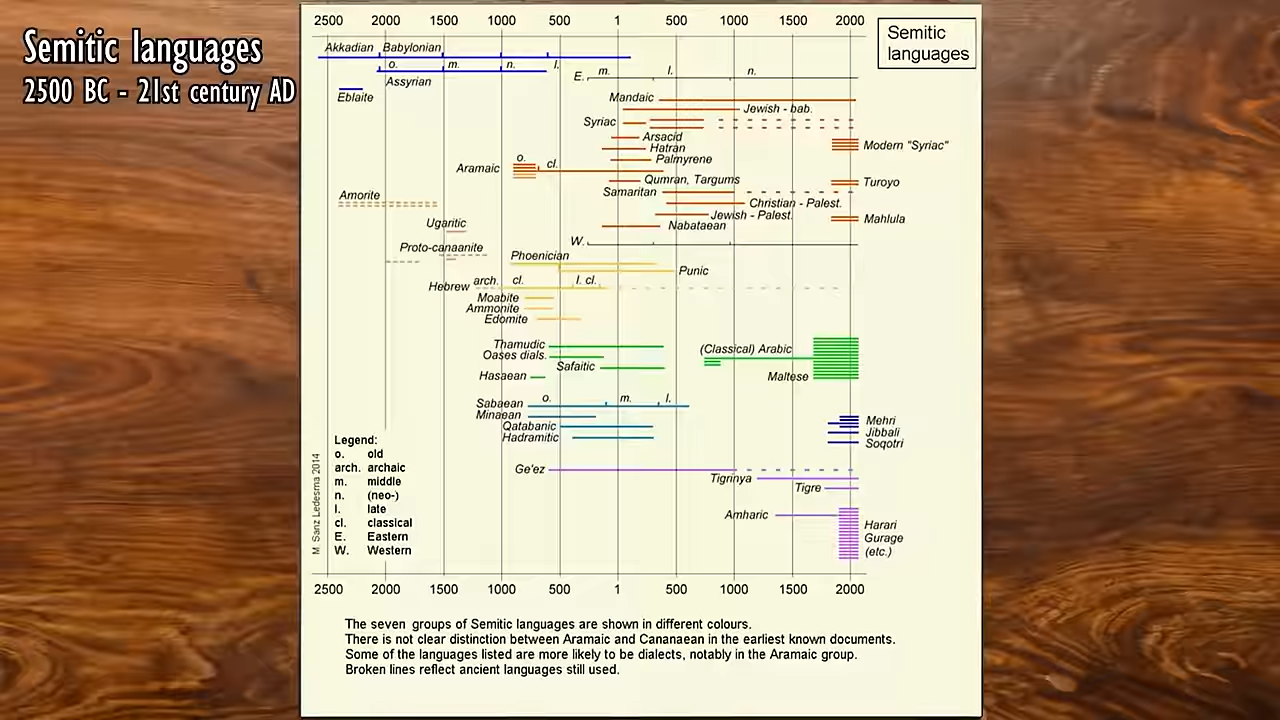 Semitic languages
2500 BC - 21st century AD
2500 2000 1500 1000 500 1 500 1000 1500 2000
Semitic
languages
Akkadian Babylonian
o. m. n. l.
Assyrian
Eblaite
E. m. l. n.
Mandaic
Jewish - bab.
Syriac
Arsacid
Hatran
Modern "Syriac"
Palmyrene
Aramaic o. cl.
Qumran, Targums
Turoyo
Samaritan
Amorite
Christian - Palest.
Jewish - Palest.
Mahlula
Ugaritic
Nabataean
W.
Proto-canaanite
Phoenician
Punic
Hebrew arch. cl. l. cl.
Moabite
Ammonite
Edomite
Thamudic
(Classical) Arabic
Oases dials.
Safaitic
Hasaean
Maltese
Sabaean o. m. l.
Minaean
Mehri
Qatabanic
Jibbali
Hadramitic
Soqotri
Ge'ez
Tigrinya
Tigre
Amharic
Harari
Gurage
(etc.)
Legend:
o. old
arch. archaic
m. middle
n. (neo-)
l. late
cl. classical
E. Eastern
W. Western
M. Sanz Ledesma 2014
2500 2000 1500 1000 500 1 500 1000 1500 2000
The seven groups of Semitic languages are shown in different colours.
There is not clear distinction between Aramaic and Cananaean in the earliest known documents.
Some of the languages listed are more likely to be dialects, notably in the Aramaic group.
Broken lines reflect ancient languages still used.